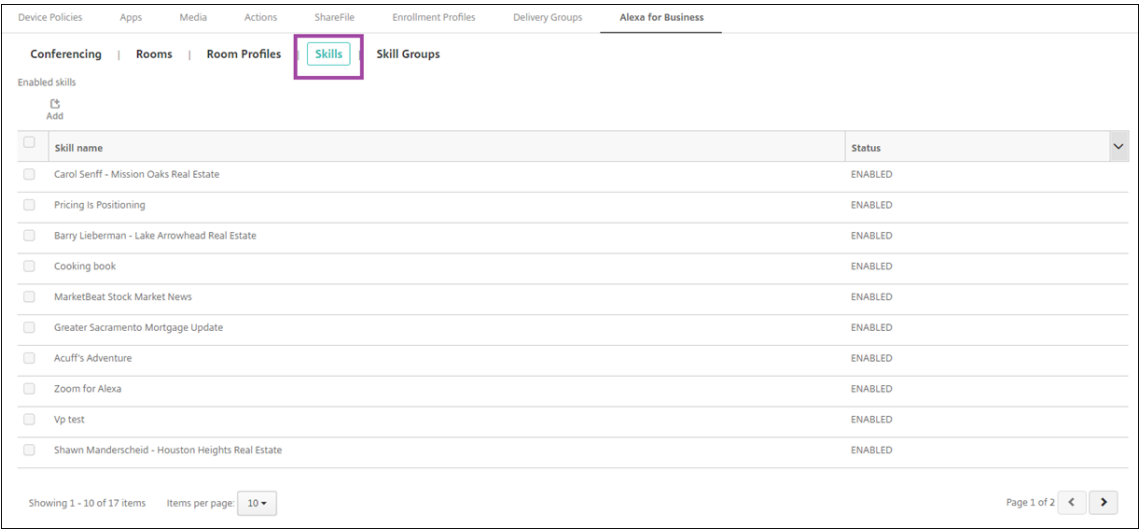 Device Policies Apps Media Actions ShareFile Enrollment Profiles Delivery Groups Alexa for Business
Conferencing | Rooms | Room Profiles | Skills | Skill Groups
Enabled skills
Add
Skill name Status
Carol Senff - Mission Oaks Real Estate ENABLED
Pricing Is Positioning ENABLED
Barry Lieberman - Lake Arrowhead Real Estate ENABLED
Cooking book ENABLED
MarketBeat Stock Market News ENABLED
Greater Sacramento Mortgage Update ENABLED
Acuff's Adventure ENABLED
Zoom for Alexa ENABLED
Vp test ENABLED
Shawn Manderscheid - Houston Heights Real Estate ENABLED
Showing 1 - 10 of 17 items Items per page: 10 Page 1 of 2